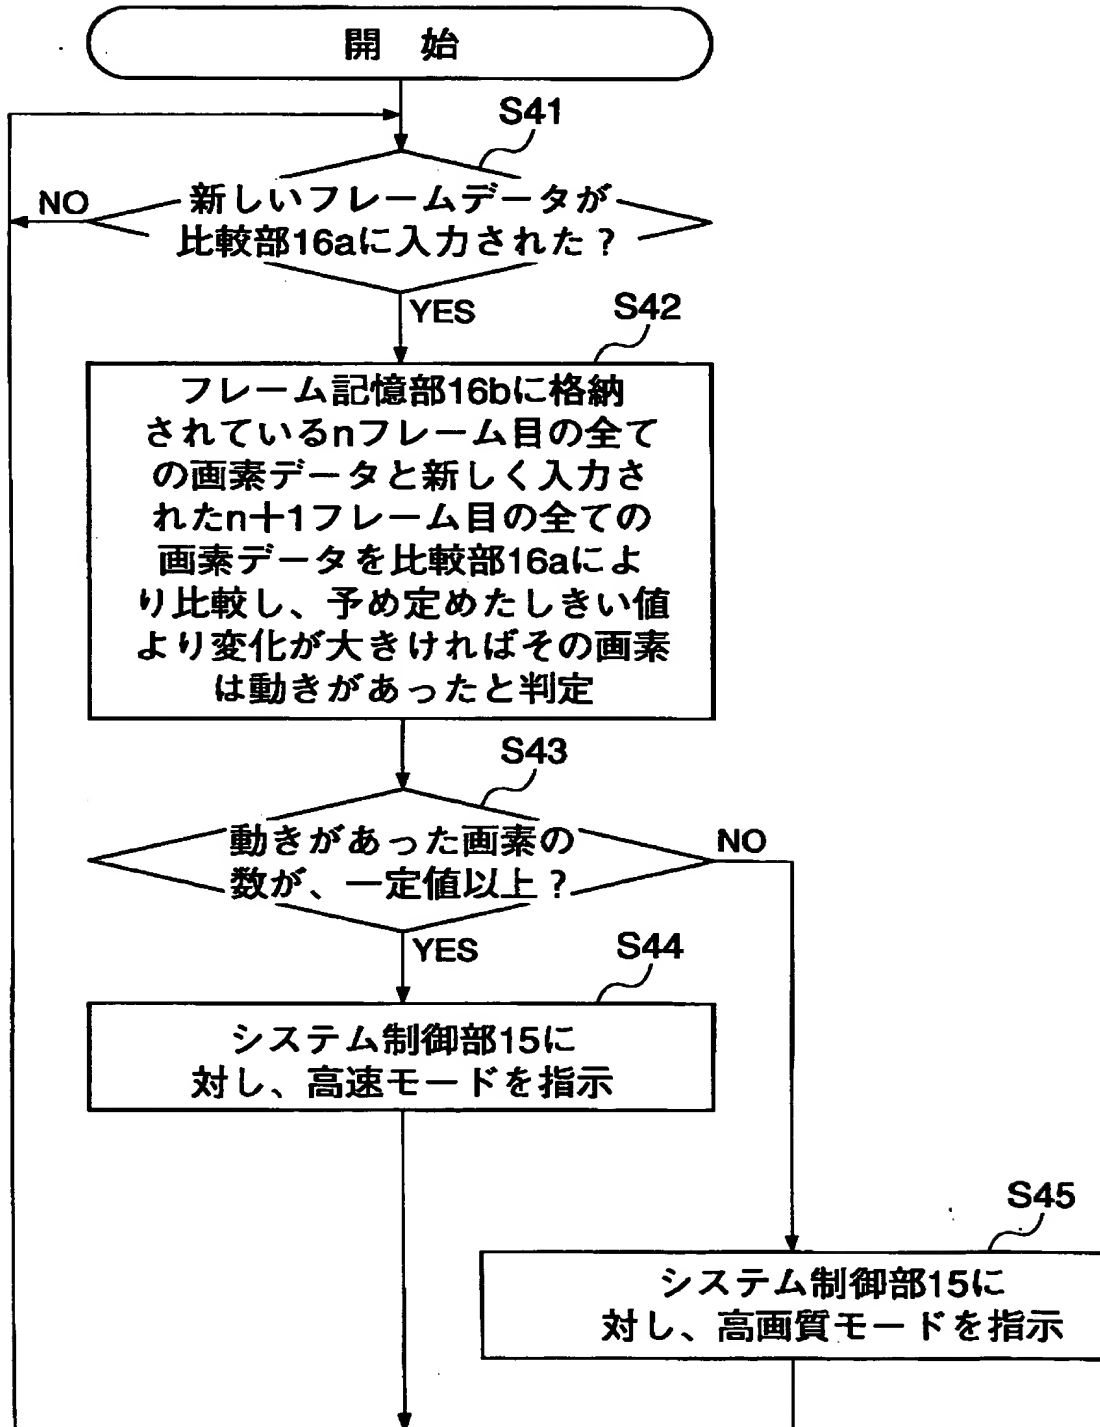 開 始
S41
新しいフレームデータが
比較部16aに入力された?
NO
YES
S42
フレーム記憶部16bに格納
されているnフレーム目の全て
の画素データと新しく入力さ
れたn+1フレーム目の全ての
画素データを比較部16aによ
り比較し、予め定めたしきい値
より変化が大きければその画素
は動きがあったと判定
S43
動きがあった画素の
数が、一定値以上?
NO
YES
S44
システム制御部15に
対し、高速モードを指示
S45
システム制御部15に
対し、高画質モードを指示